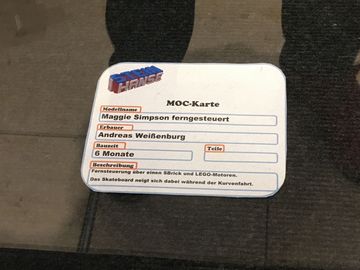 HANSE
MOC-Karte
Modellname
Maggie Simpson ferngesteuert
Erbauer
Andreas Weißenburg
Bauzeit
Teile
6 Monate
Beschreibung
Fernsteuerung über einen SBrick und LEGO-Motoren.
Das Skateboard neigt sich dabei während der Kurvenfahrt.